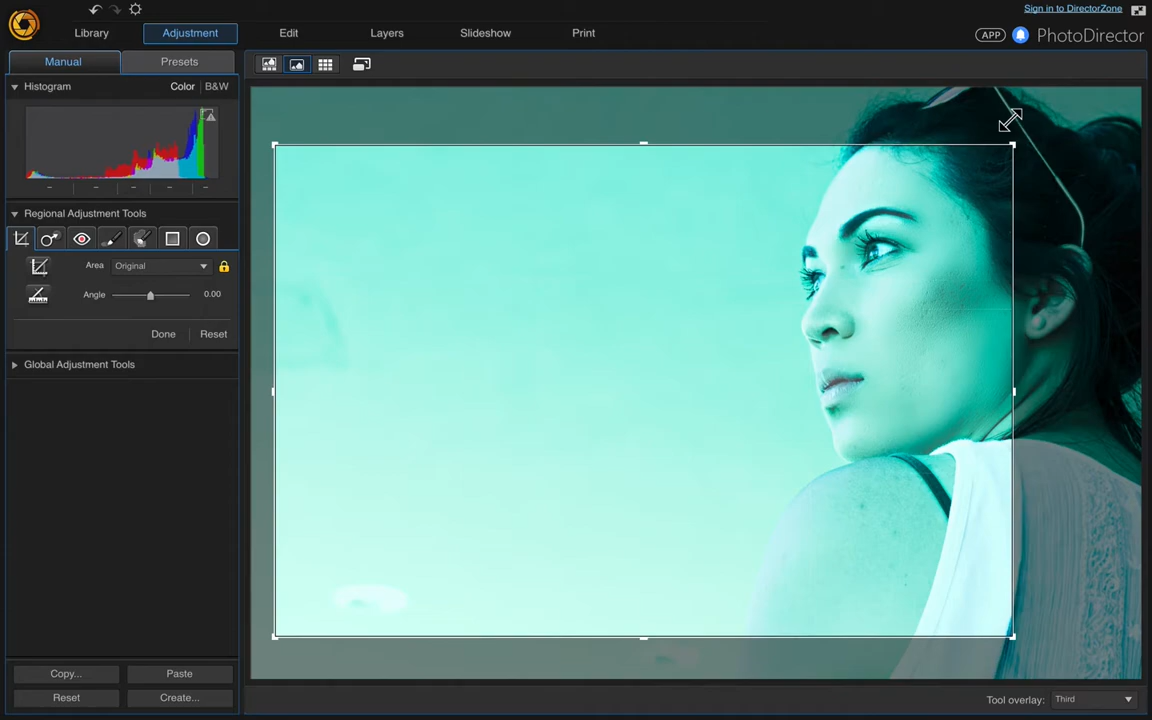 Sign in to DirectorZone
Library
Adjustment
Edit
Layers
Slideshow
Print
APP
PhotoDirector
Manual
Presets
Histogram
Color
B&W
Regional Adjustment Tools
Area
Original
Angle
0.00
Done
Reset
Global Adjustment Tools
Copy...
Paste
Reset
Create...
Tool overlay:
Third